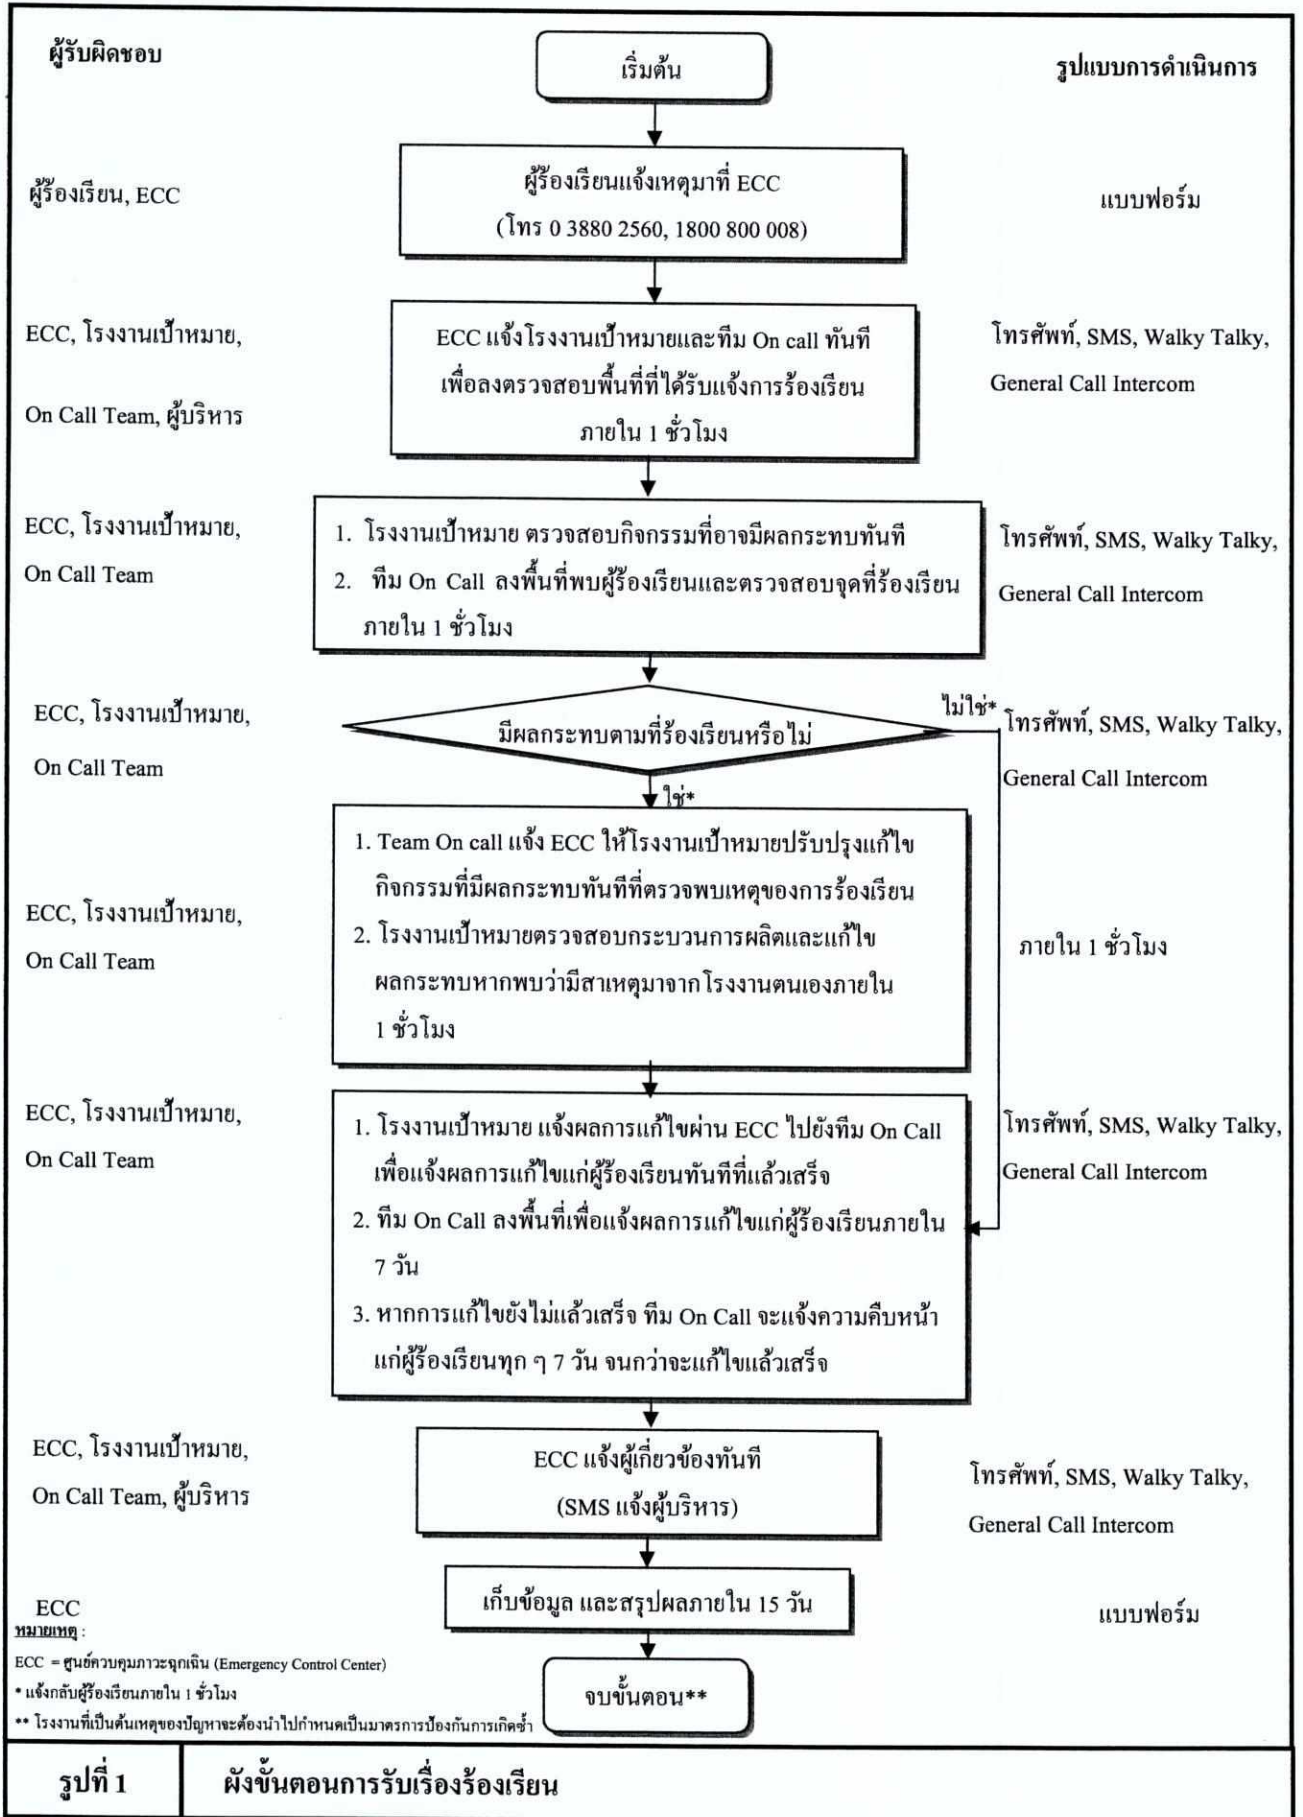 ผู้รับผิดชอบ
เริ่มต้น
รูปแบบการดำเนินการ
ผู้ร้องเรียน, ECC
ผู้ร้องเรียนแจ้งเหตุมาที่ ECC
(โทร 0 3880 2560, 1800 800 008)
แบบฟอร์ม
ECC, โรงงานเป้าหมาย,
On Call Team, ผู้บริหาร
ECC แจ้งโรงงานเป้าหมายและทีม On call ทันที
เพื่อลงตรวจสอบพื้นที่ที่ได้รับแจ้งการร้องเรียน
ภายใน 1 ชั่วโมง
โทรศัพท์, SMS, Walky Talky,
General Call Intercom
ECC, โรงงานเป้าหมาย,
On Call Team
1. โรงงานเป้าหมาย ตรวจสอบกิจกรรมที่อาจมีผลกระทบทันที
2. ทีม On Call ลงพื้นที่พบผู้ร้องเรียนและตรวจสอบจุดที่ร้องเรียน
ภายใน 1 ชั่วโมง
โทรศัพท์, SMS, Walky Talky,
General Call Intercom
ECC, โรงงานเป้าหมาย,
On Call Team
มีผลกระทบตามที่ร้องเรียนหรือไม่
ไม่ใช่*
โทรศัพท์, SMS, Walky Talky,
General Call Intercom
ใช่*
ECC, โรงงานเป้าหมาย,
On Call Team
1. Team On call แจ้ง ECC ให้โรงงานเป้าหมายปรับปรุงแก้ไข
กิจกรรมที่มีผลกระทบทันทีที่ตรวจพบเหตุของการร้องเรียน
2. โรงงานเป้าหมายตรวจสอบกระบวนการผลิตและแก้ไข
ผลกระทบหากพบว่ามีสาเหตุมาจากโรงงานตนเองภายใน
1 ชั่วโมง
ภายใน 1 ชั่วโมง
ECC, โรงงานเป้าหมาย,
On Call Team
1. โรงงานเป้าหมาย แจ้งผลการแก้ไขผ่าน ECC ไปยังทีม On Call
เพื่อแจ้งผลการแก้ไขแก่ผู้ร้องเรียนทันทีที่แล้วเสร็จ
2. ทีม On Call ลงพื้นที่เพื่อแจ้งผลการแก้ไขแก่ผู้ร้องเรียนภายใน
7 วัน
3. หากการแก้ไขยังไม่แล้วเสร็จ ทีม On Call จะแจ้งความคืบหน้า
แก่ผู้ร้องเรียนทุก ๆ 7 วัน จนกว่าจะแก้ไขแล้วเสร็จ
โทรศัพท์, SMS, Walky Talky,
General Call Intercom
ECC, โรงงานเป้าหมาย,
On Call Team, ผู้บริหาร
ECC แจ้งผู้เกี่ยวข้องทันที
(SMS แจ้งผู้บริหาร)
โทรศัพท์, SMS, Walky Talky,
General Call Intercom
ECC
เก็บข้อมูล และสรุปผลภายใน 15 วัน
แบบฟอร์ม
หมายเหตุ :
ECC = ศูนย์ควบคุมภาวะฉุกเฉิน (Emergency Control Center)
* แจ้งกลับผู้ร้องเรียนภายใน 1 ชั่วโมง
** โรงงานที่เป็นต้นเหตุของปัญหาจะต้องนำไปกำหนดเป็นมาตรการป้องกันการเกิดซ้ำ
จบขั้นตอน**
รูปที่ 1
ผังขั้นตอนการรับเรื่องร้องเรียน